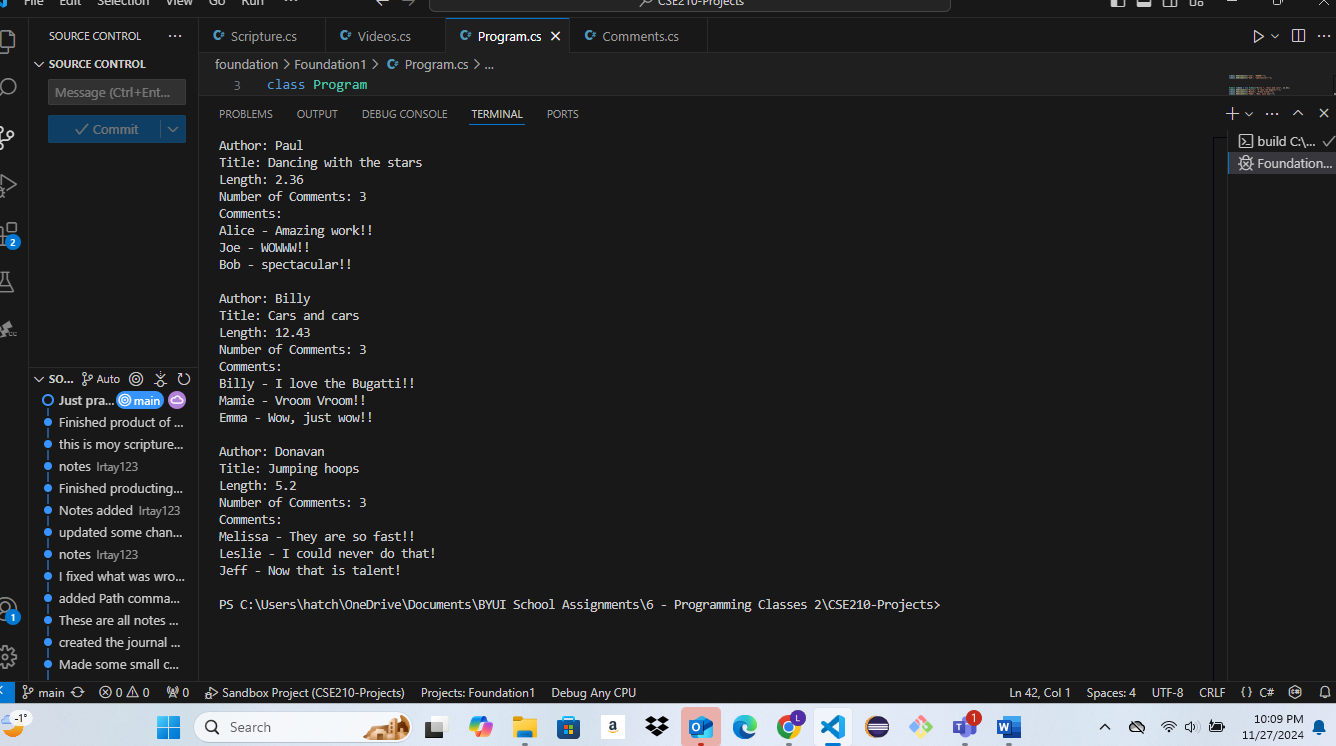 File Edit Selection View Go Run ...
CSE210-Projects
SOURCE CONTROL ...
Scripture.cs
Videos.cs
Program.cs
Comments.cs
SOURCE CONTROL
foundation > Foundation1 > Program.cs > ...
Message (Ctrl+Ent...
3 class Program
Commit
PROBLEMS OUTPUT DEBUG CONSOLE TERMINAL PORTS
build C:\...
Foundation...
Author: Paul
Title: Dancing with the stars
Length: 2.36
Number of Comments: 3
Comments:
Alice - Amazing work!!
Joe - WOWWW!!
Bob - spectacular!!
Author: Billy
Title: Cars and cars
Length: 12.43
Number of Comments: 3
Comments:
Billy - I love the Bugatti!!
Mamie - Vroom Vroom!!
Emma - Wow, just wow!!
Author: Donavan
Title: Jumping hoops
Length: 5.2
Number of Comments: 3
Comments:
Melissa - They are so fast!!
Leslie - I could never do that!
Jeff - Now that is talent!
PS C:\Users\hatch\OneDrive\Documents\BYUI School Assignments\6 - Programming Classes 2\CSE210-Projects>
2
SO... Auto
Just pra... main
Finished product of ...
this is moy scripture...
notes lrtay123
Finished producting...
Notes added lrtay123
updated some chan...
notes lrtay123
I fixed what was wro...
added Path comma...
These are all notes ...
created the journal ...
Made some small c...
1
main 0 0 0 Sandbox Project (CSE210-Projects) Projects: Foundation1 Debug Any CPU
Ln 42, Col 1 Spaces: 4 UTF-8 CRLF {} C#
-1°
Search
a
L
1
W
10:09 PM
11/27/2024